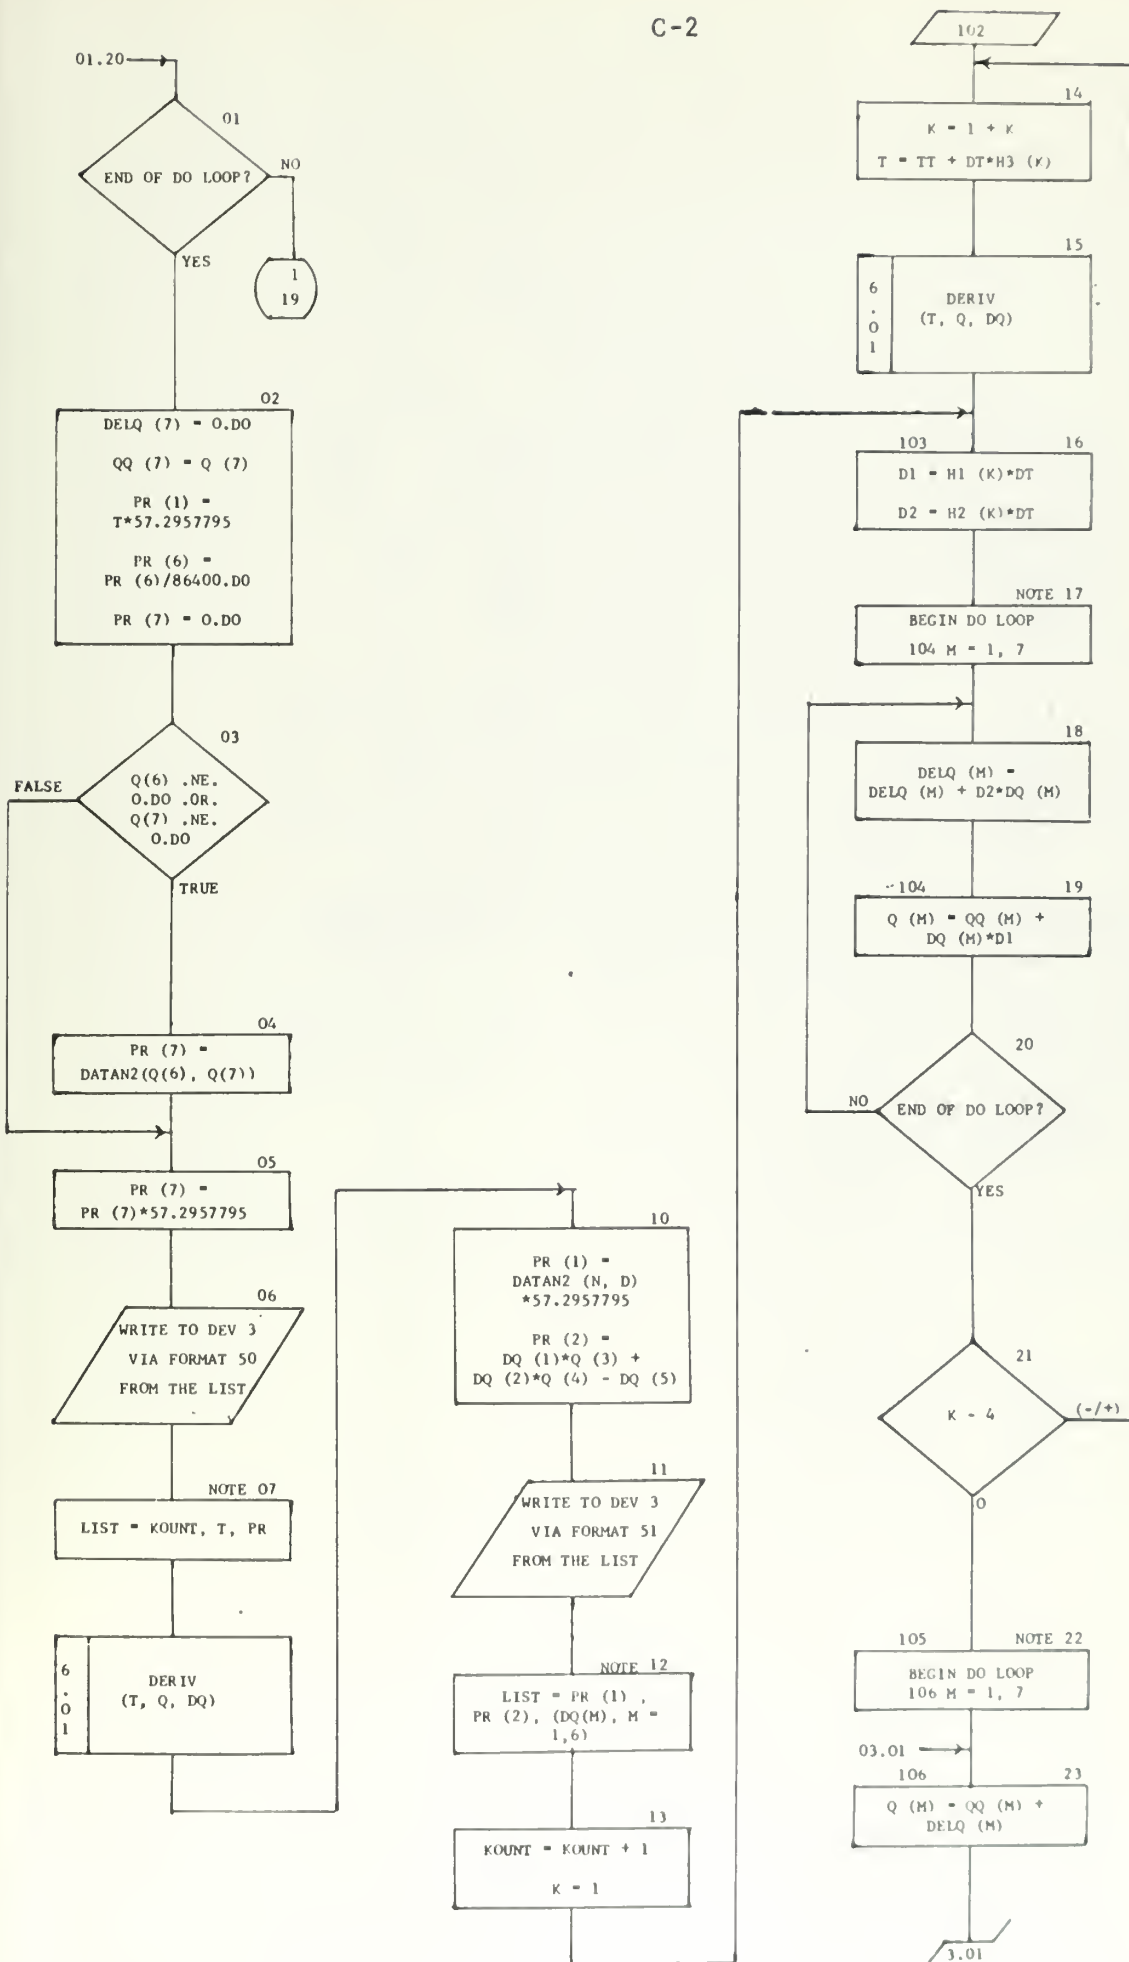 C-2
01.20
01
END OF DO LOOP?
NO
YES
1
19
02
DELQ (7) = 0.D0
QQ (7) = Q (7)
PR (1) =
T*57.2957795
PR (6) =
PR (6)/86400.D0
PR (7) = 0.D0
03
FALSE
Q(6) .NE.
0.D0 .OR.
Q(7) .NE.
0.D0
TRUE
04
PR (7) =
DATAN2(Q(6), Q(7))
05
PR (7) =
PR (7)*57.2957795
06
WRITE TO DEV 3
VIA FORMAT 50
FROM THE LIST
NOTE 07
LIST = KOUNT, T, PR
6
.
0
1
DERIV
(T, Q, DQ)
10
PR (1) =
DATAN2 (N, D)
*57.2957795
PR (2) =
DQ (1)*Q (3) +
DQ (2)*Q (4) - DQ (5)
11
WRITE TO DEV 3
VIA FORMAT 51
FROM THE LIST
NOTE 12
LIST = PR (1) ,
PR (2), (DQ(M), M =
1,6)
13
KOUNT = KOUNT + 1
K = 1
102
14
K = 1 + K
T = TT + DT*H3 (K)
15
6
.
0
1
DERIV
(T, Q, DQ)
103 16
D1 = H1 (K)*DT
D2 = H2 (K)*DT
NOTE 17
BEGIN DO LOOP
104 M = 1, 7
18
DELQ (M) =
DELQ (M) + D2*DQ (M)
104 19
Q (M) = QQ (M) +
DQ (M)*D1
20
NO
END OF DO LOOP?
YES
21
K - 4
(-/+)
0
105 NOTE 22
BEGIN DO LOOP
106 M = 1, 7
03.01
106 23
Q (M) = QQ (M) +
DELQ (M)
3.01